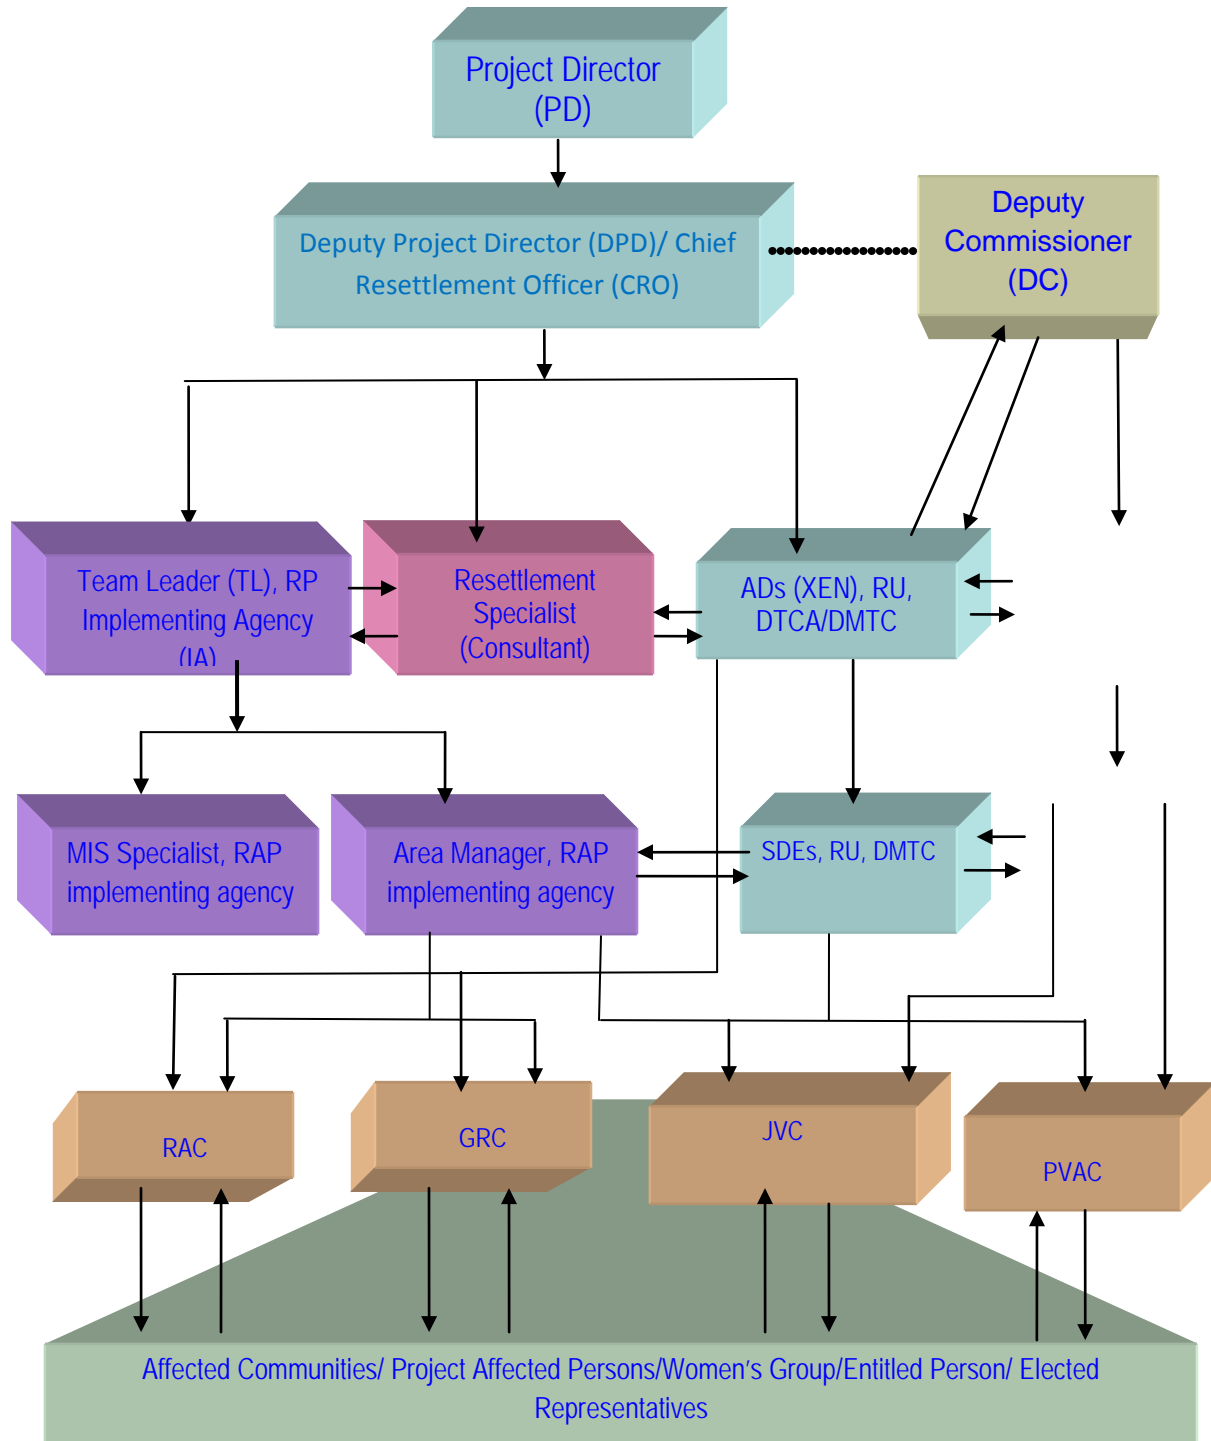 Project Director
(PD)
Deputy Project Director (DPD)/ Chief
Resettlement Officer (CRO)
Deputy
Commissioner
(DC)
Team Leader (TL), RP
Implementing Agency
(IA)
Resettlement
Specialist
(Consultant)
ADs (XEN), RU,
DTCA/DMTC
MIS Specialist, RAP
implementing agency
Area Manager, RAP
implementing agency
SDEs, RU, DMTC
RAC
GRC
JVC
PVAC
Affected Communities/ Project Affected Persons/Women's Group/Entitled Person/ Elected
Representatives